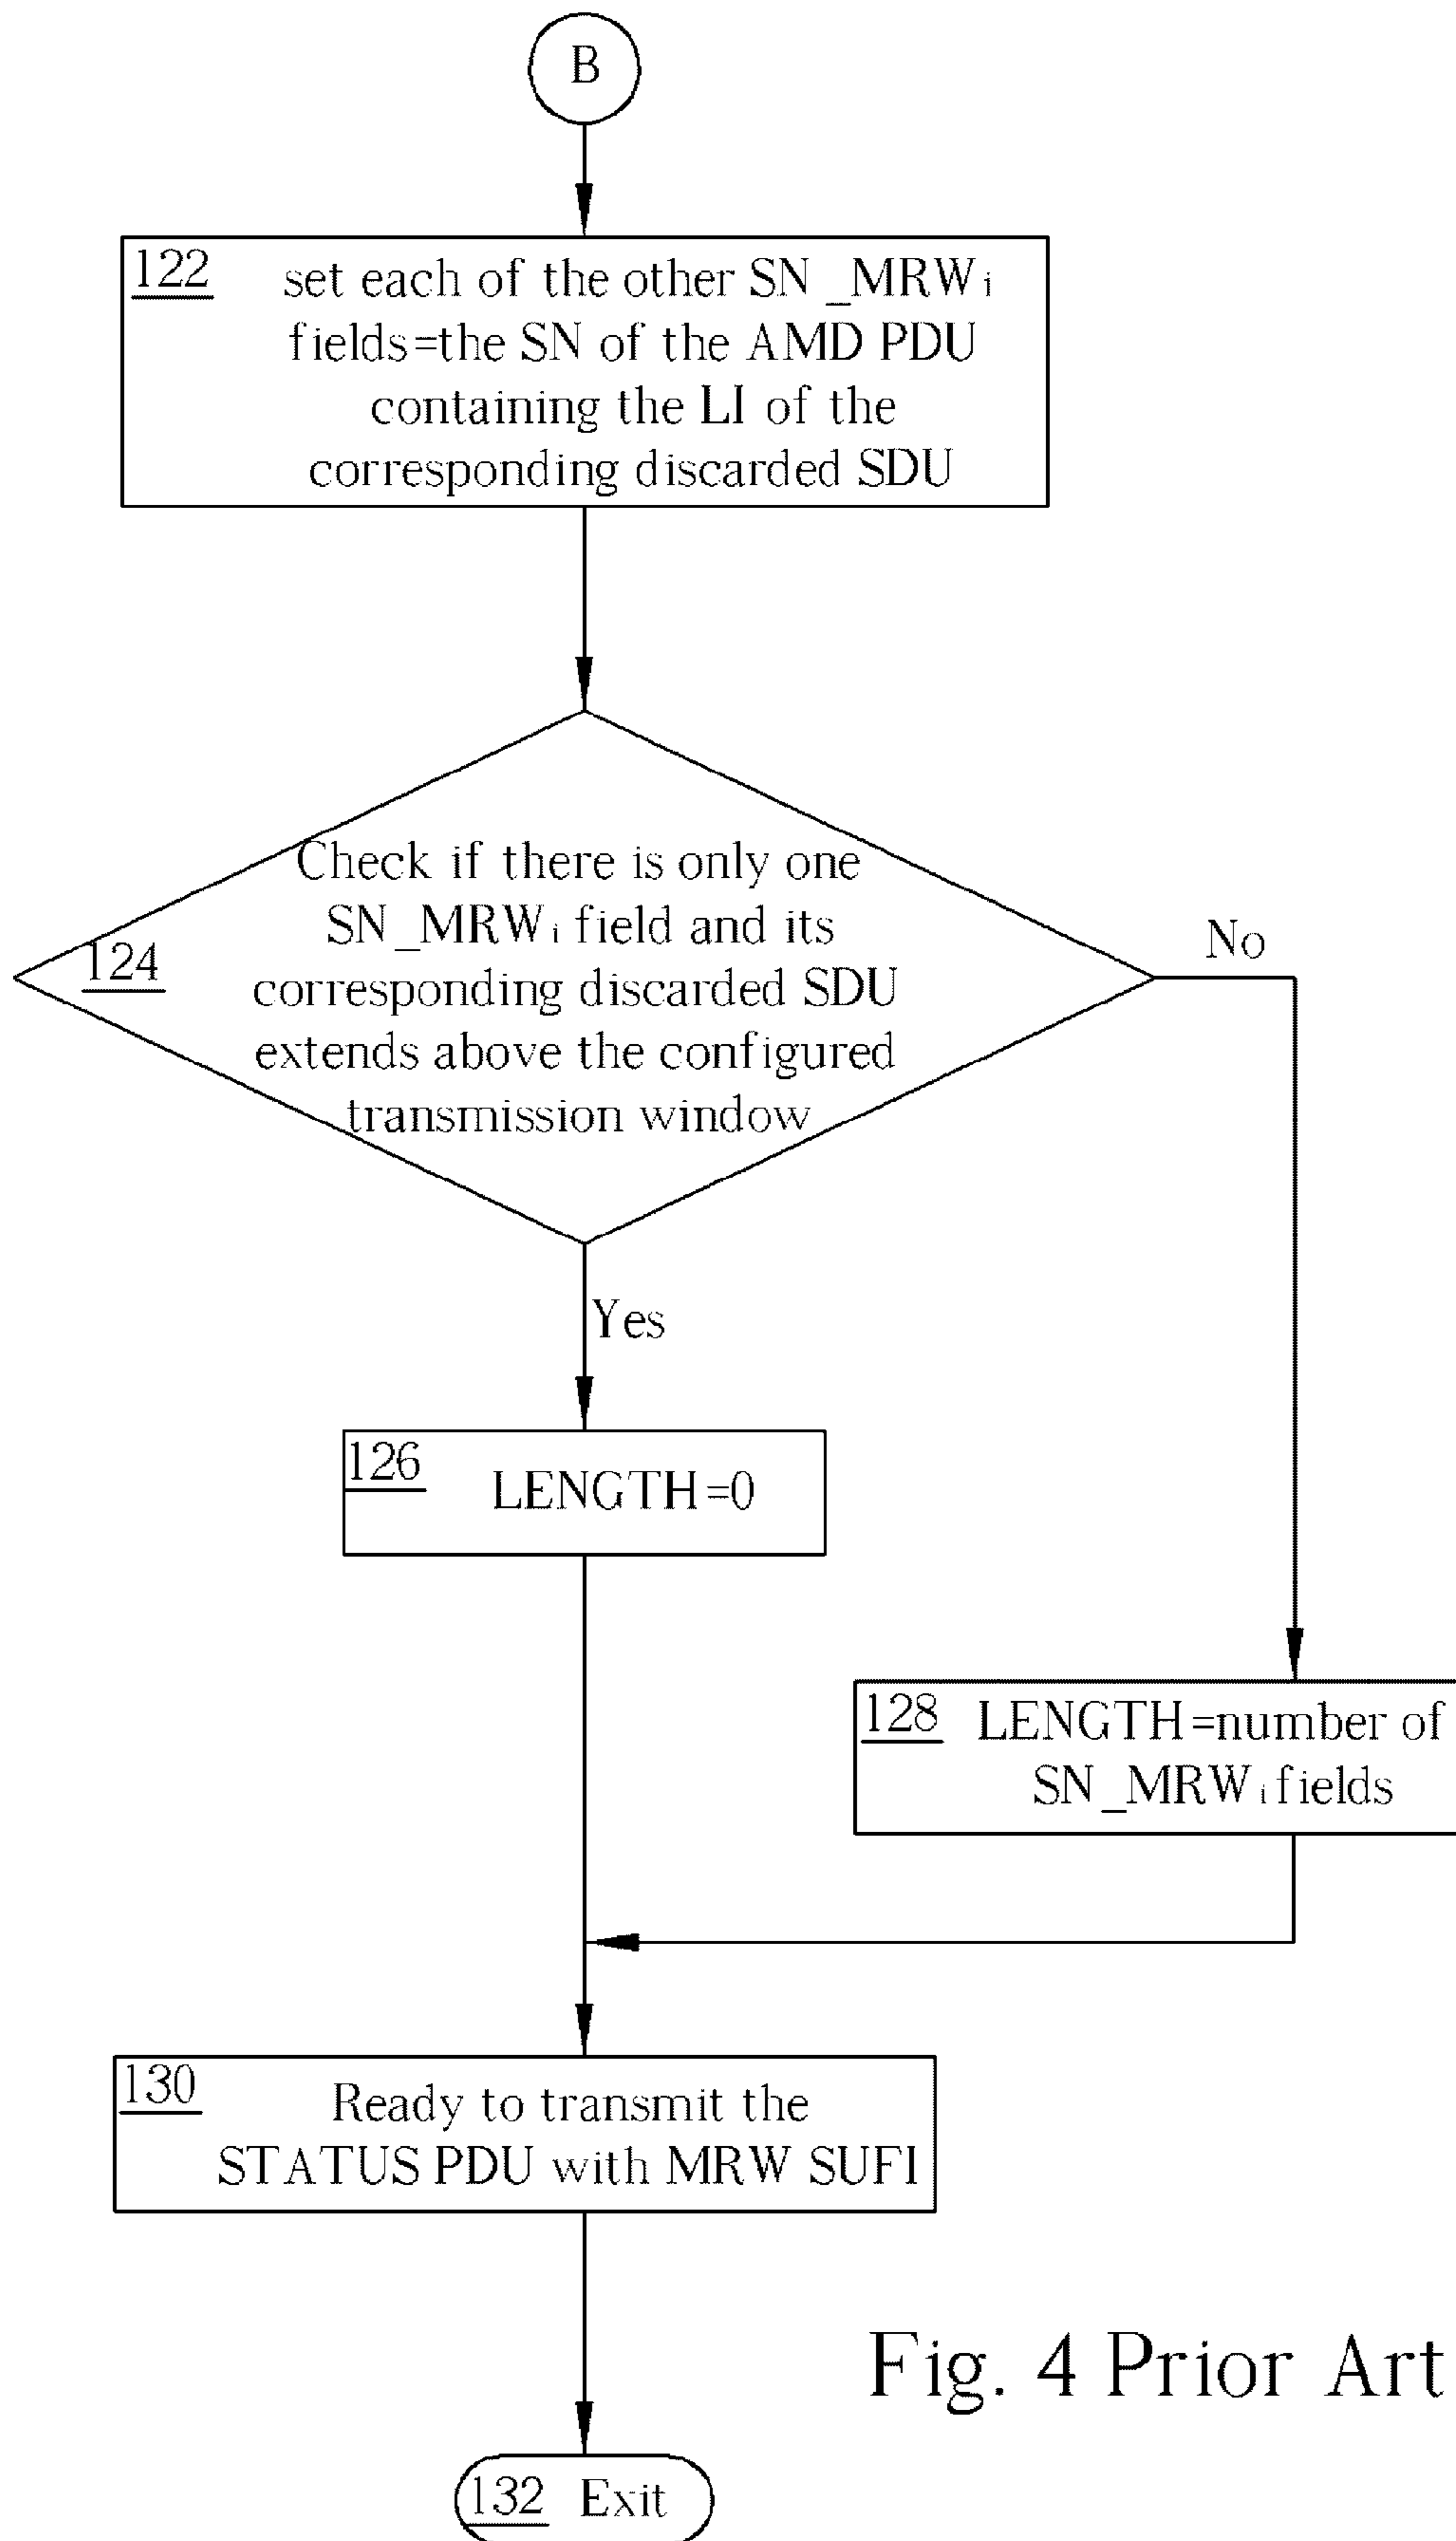 B
122 set each of the other SN_MRWi
fields=the SN of the AMD PDU
containing the LI of the
corresponding discarded SDU
Check if there is only one
SN_MRWi field and its
124 corresponding discarded SDU
extends above the configured
transmission window
No
Yes
126 LENGTH=0
128 LENGTH=number of
SN_MRWi fields
130 Ready to transmit the
STATUS PDU with MRW SUFI
Fig. 4 Prior Art
132 Exit